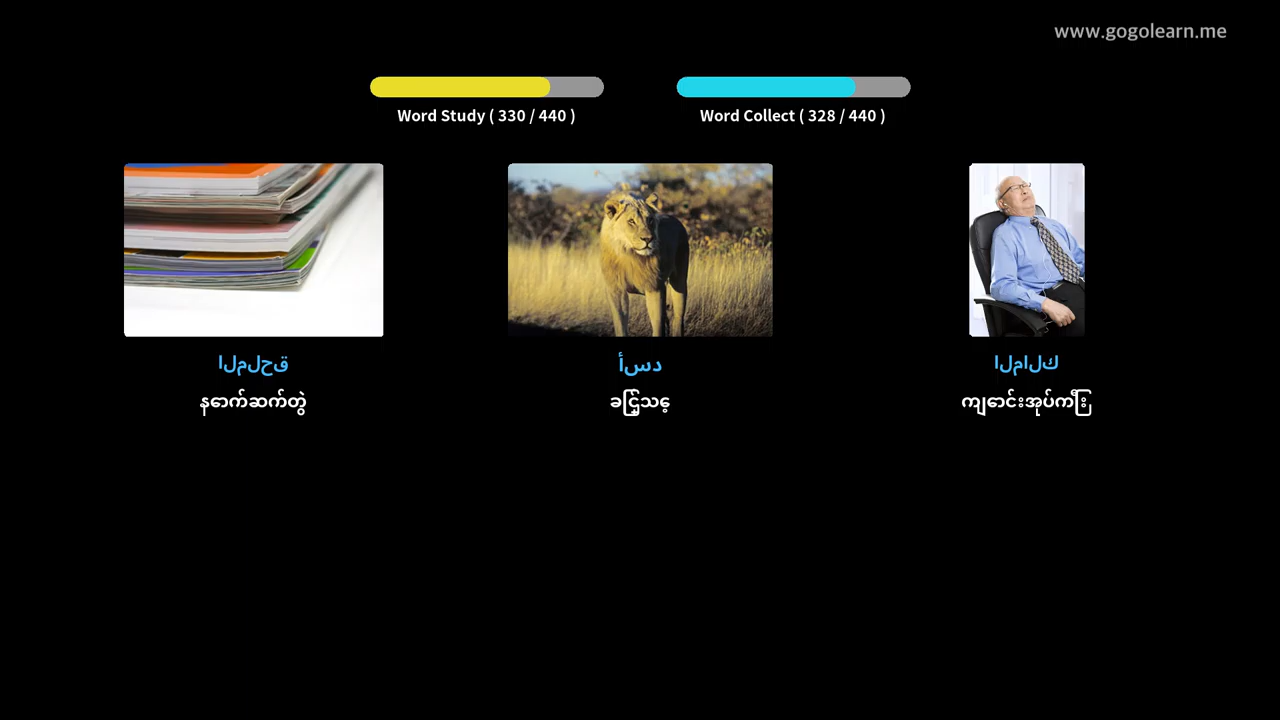 www.gogolearn.me
Word Study ( 330 / 440 )
Word Collect ( 328 / 440 )
الملحق
နောက်ဆက်တွဲ
أسد
ခြင်္သေ့
المالك
ကျောင်းအုပ်ကြီး